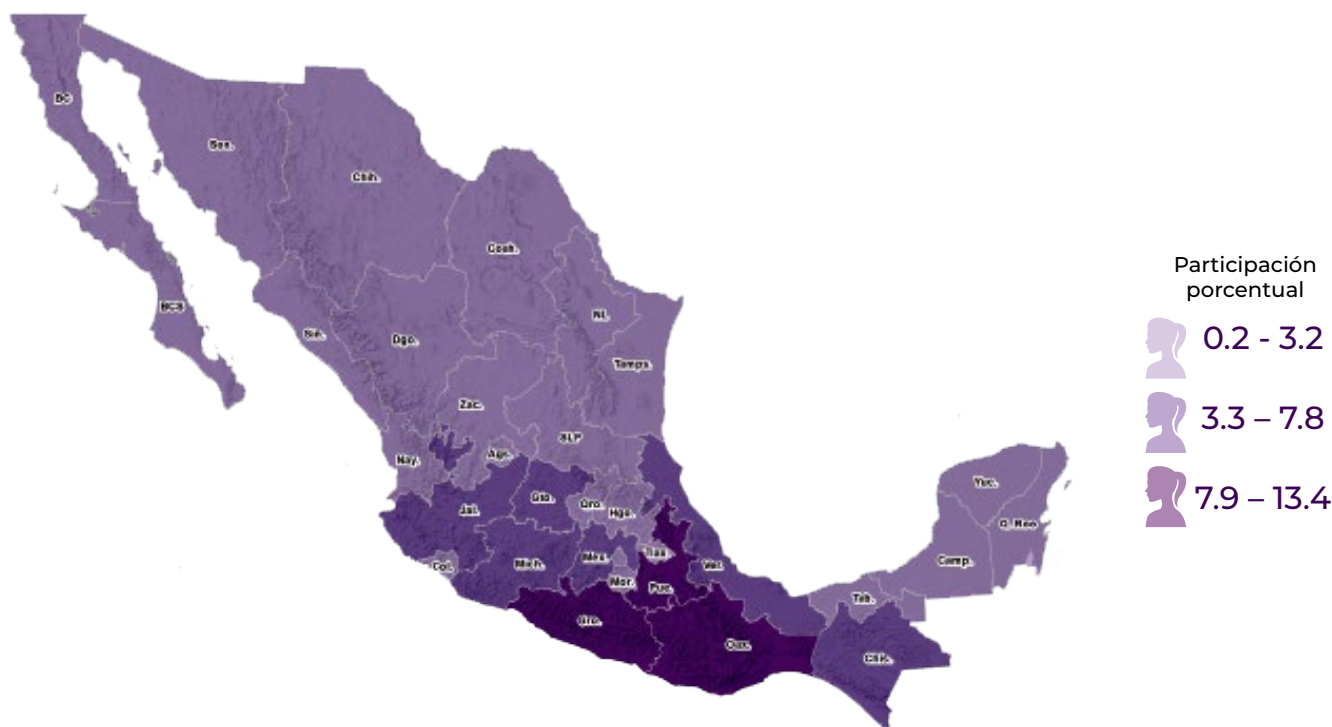 BC
Son.
Chih.
Coah.
BCS
Sin.
Dgo.
NL
Tamps.
Zac.
SLP
Nay.
Ags.
Jal.
Gto.
Qro.
Hgo.
Col.
Mich.
Mex.
Tlax.
Mor.
Pue.
Ver.
Gro.
Oax.
Chis.
Tab.
Camp.
Yuc.
Q. Roo
Participación
porcentual
0.2 - 3.2
3.3 – 7.8
7.9 – 13.4